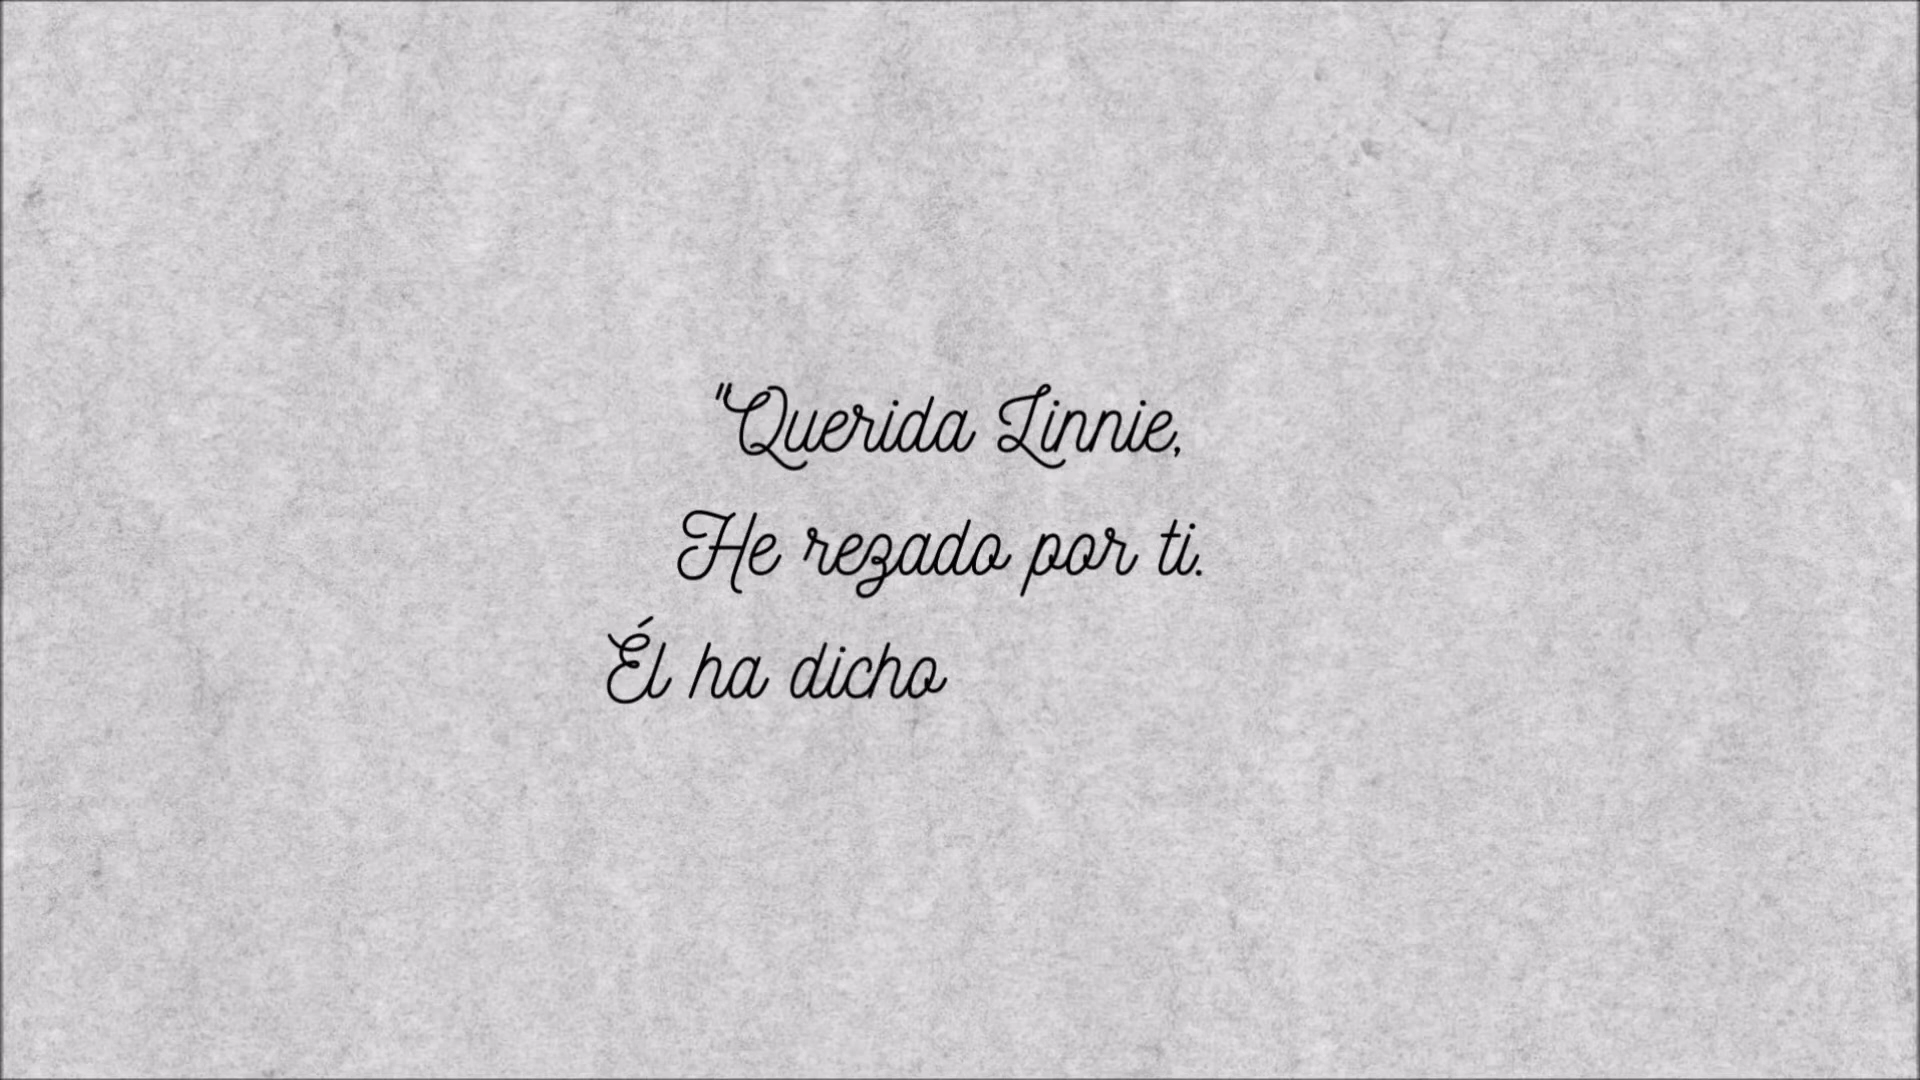 "Querida Linnie,
He rezado por ti.
Él ha dicho